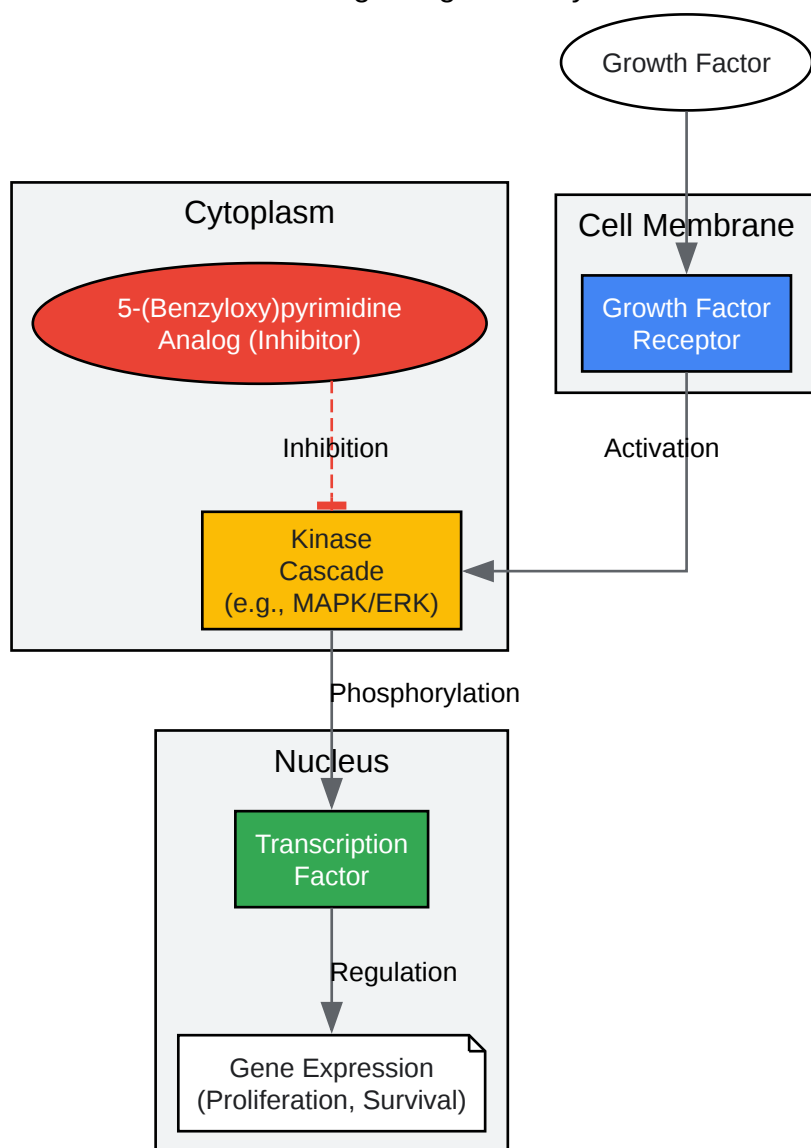 Growth Factor
Cytoplasm
Cell Membrane
5-(Benzyloxy)pyrimidine
Analog (Inhibitor)
Growth Factor
Receptor
Inhibition
Activation
Kinase
Cascade
(e.g., MAPK/ERK)
Phosphorylation
Nucleus
Transcription
Factor
Regulation
Gene Expression
(Proliferation, Survival)